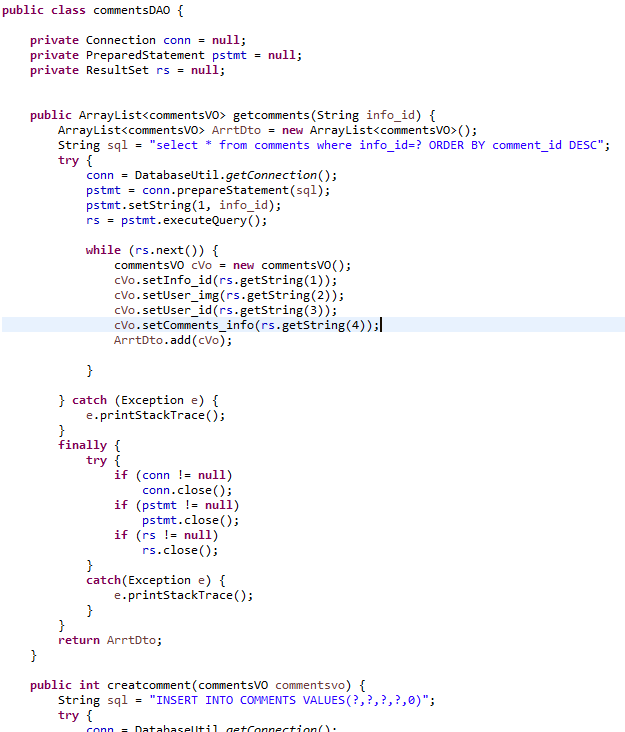 public class commentsDAO {
private Connection conn = null;
private PreparedStatement pstmt = null;
private ResultSet rs = null;
public ArrayList<commentsVO> getcomments(String info_id) {
ArrayList<commentsVO> ArrtDto = new ArrayList<commentsVO>();
String sql = "select * from comments where info_id=? ORDER BY comment_id DESC";
try {
conn = DatabaseUtil.getConnection();
pstmt = conn.prepareStatement(sql);
pstmt.setString(1, info_id);
rs = pstmt.executeQuery();
while (rs.next()) {
commentsVO cVo = new commentsVO();
cVo.setInfo_id(rs.getString(1));
cVo.setUser_img(rs.getString(2));
cVo.setUser_id(rs.getString(3));
cVo.setComments_info(rs.getString(4));
ArrtDto.add(cVo);
}
} catch (Exception e) {
e.printStackTrace();
}
finally {
try {
if (conn != null)
conn.close();
if (pstmt != null)
pstmt.close();
if (rs != null)
rs.close();
}
catch(Exception e) {
e.printStackTrace();
}
}
return ArrtDto;
}
public int creatcomment(commentsVO commentsvo) {
String sql = "INSERT INTO COMMENTS VALUES(?,?,?,?,0)";
try {
conn = DatabaseUtil.getConnection();